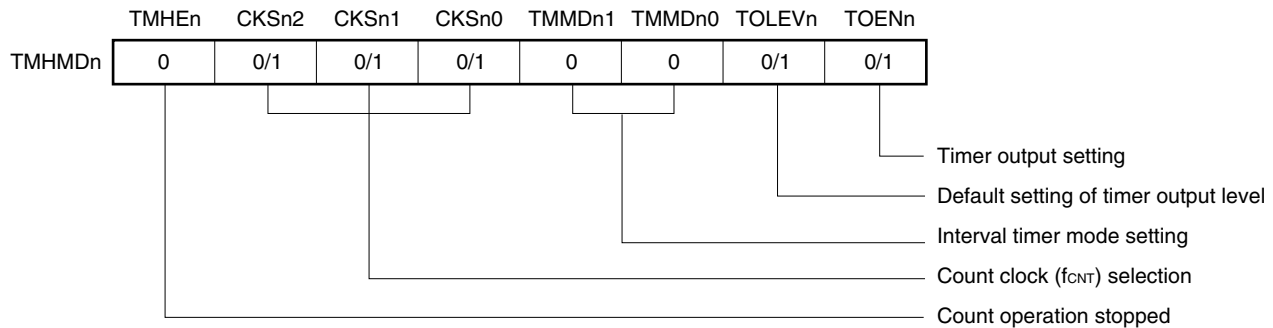 TMHEn CKSn2 CKSn1 CKSn0 TMMDn1 TMMDn0 TOLEVn TOENn
TMHMDn 0 0/1 0/1 0/1 0 0 0/1 0/1
Timer output setting
Default setting of timer output level
Interval timer mode setting
Count clock (fCNT) selection
Count operation stopped